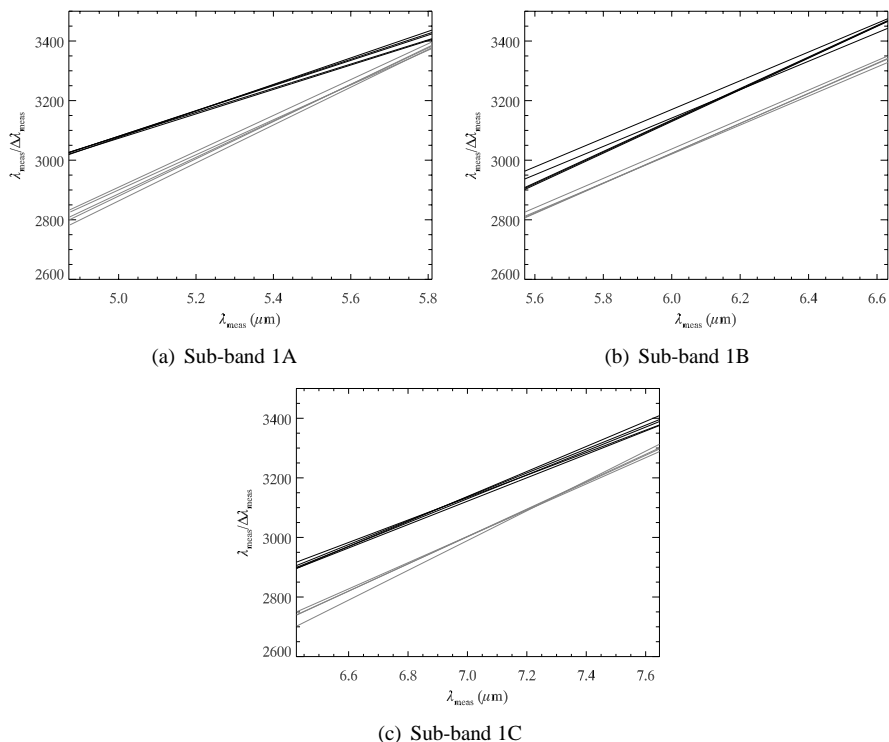 3400
3200
3000
2800
2600
λmeas/Δλmeas
5.0 5.2 5.4 5.6 5.8
λmeas (μm)
(a) Sub-band 1A
3400
3200
3000
2800
2600
λmeas/Δλmeas
5.6 5.8 6.0 6.2 6.4 6.6
λmeas (μm)
(b) Sub-band 1B
3400
3200
3000
2800
2600
λmeas/Δλmeas
6.6 6.8 7.0 7.2 7.4 7.6
λmeas (μm)
(c) Sub-band 1C